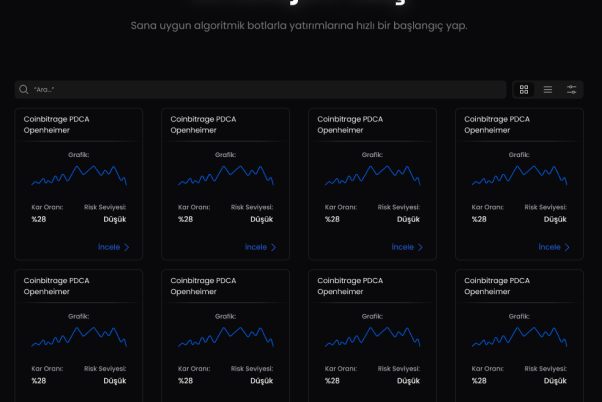 Sana uygun algoritmik botlarla yatırımlarına hızlı bir başlangıç yap.
"Ara..."
Coinbitrage PDCA
Openheimer
Grafik:
Kar Oranı: Risk Seviyesi:
%28 Düşük
İncele
Coinbitrage PDCA
Openheimer
Grafik:
Kar Oranı: Risk Seviyesi:
%28 Düşük
İncele
Coinbitrage PDCA
Openheimer
Grafik:
Kar Oranı: Risk Seviyesi:
%28 Düşük
İncele
Coinbitrage PDCA
Openheimer
Grafik:
Kar Oranı: Risk Seviyesi:
%28 Düşük
İncele
Coinbitrage PDCA
Openheimer
Grafik:
Kar Oranı: Risk Seviyesi:
%28 Düşük
Coinbitrage PDCA
Openheimer
Grafik:
Kar Oranı: Risk Seviyesi:
%28 Düşük
Coinbitrage PDCA
Openheimer
Grafik:
Kar Oranı: Risk Seviyesi:
%28 Düşük
Coinbitrage PDCA
Openheimer
Grafik:
Kar Oranı: Risk Seviyesi:
%28 Düşük